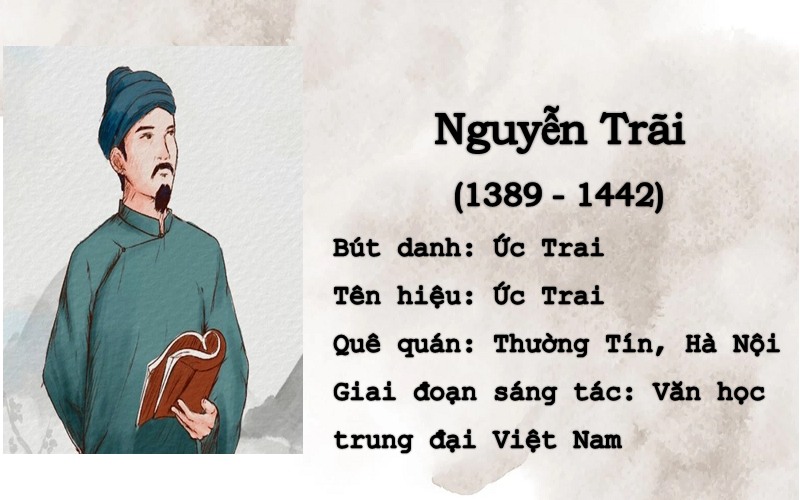 Nguyễn Trãi
(1389 - 1442)
Bút danh: Ức Trai
Tên hiệu: Ức Trai
Quê quán: Thường Tín, Hà Nội
Giai đoạn sáng tác: Văn học
trung đại Việt Nam